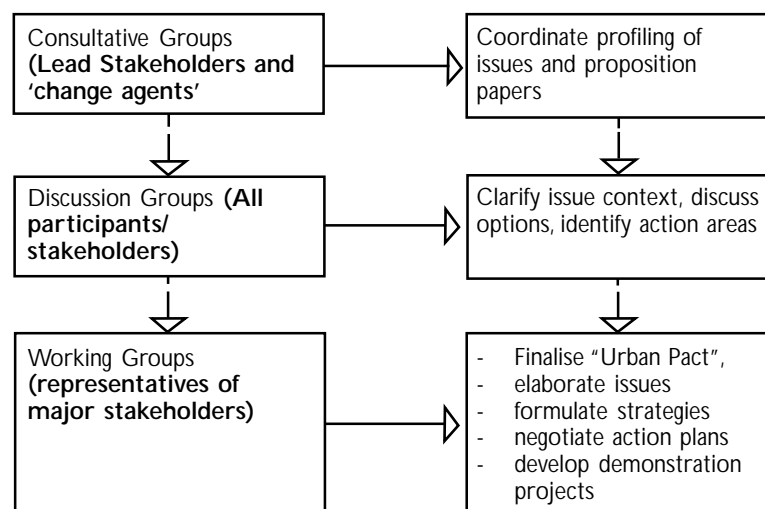 Consultative Groups
(Lead Stakeholders and
‘change agents’
Coordinate profiling of
issues and proposition
papers
Discussion Groups (All
participants/
stakeholders)
Clarify issue context, discuss
options, identify action areas
Working Groups
(representatives of
major stakeholders)
- Finalise “Urban Pact”,
- elaborate issues
- formulate strategies
- negotiate action plans
- develop demonstration
projects